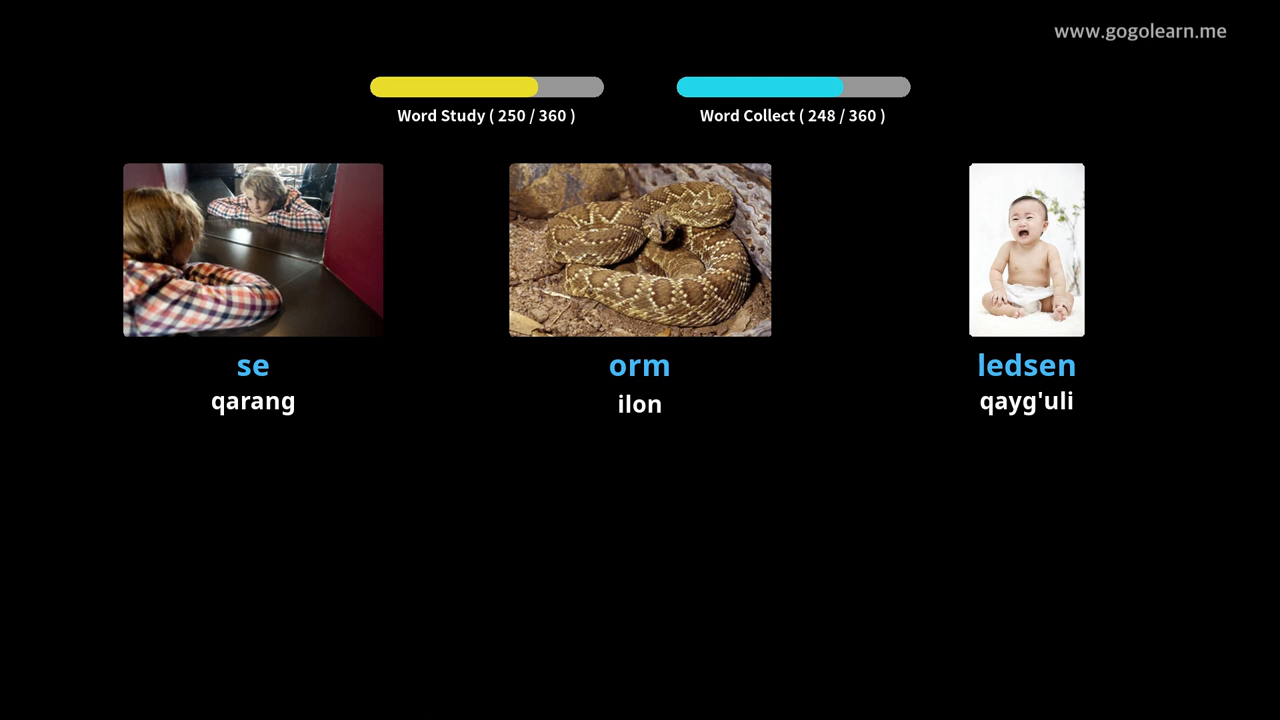 www.gogolearn.me
Word Study ( 250 / 360 )
Word Collect ( 248 / 360 )
se
qarang
orm
ilon
ledsen
qayg'uli